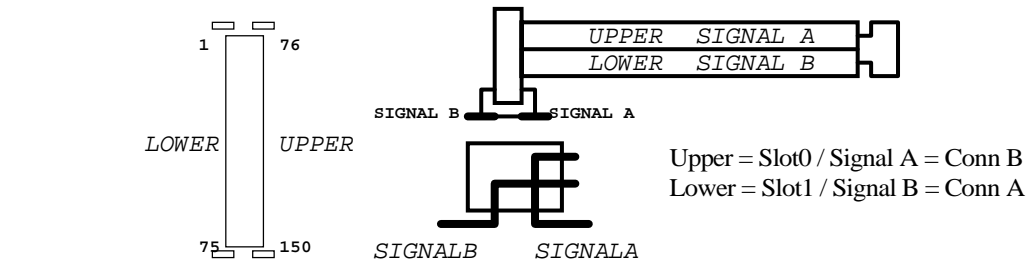 1 76
LOWER UPPER
75 150
UPPER SIGNAL A
LOWER SIGNAL B
SIGNAL B SIGNAL A
SIGNALB SIGNALA
Upper = Slot0 / Signal A = Conn B
Lower = Slot1 / Signal B = Conn A